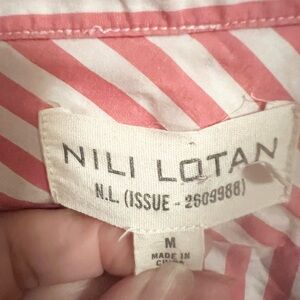 NILI LOTAN
N.L. (ISSUE - 2609988)
M
MADE IN
CHINA